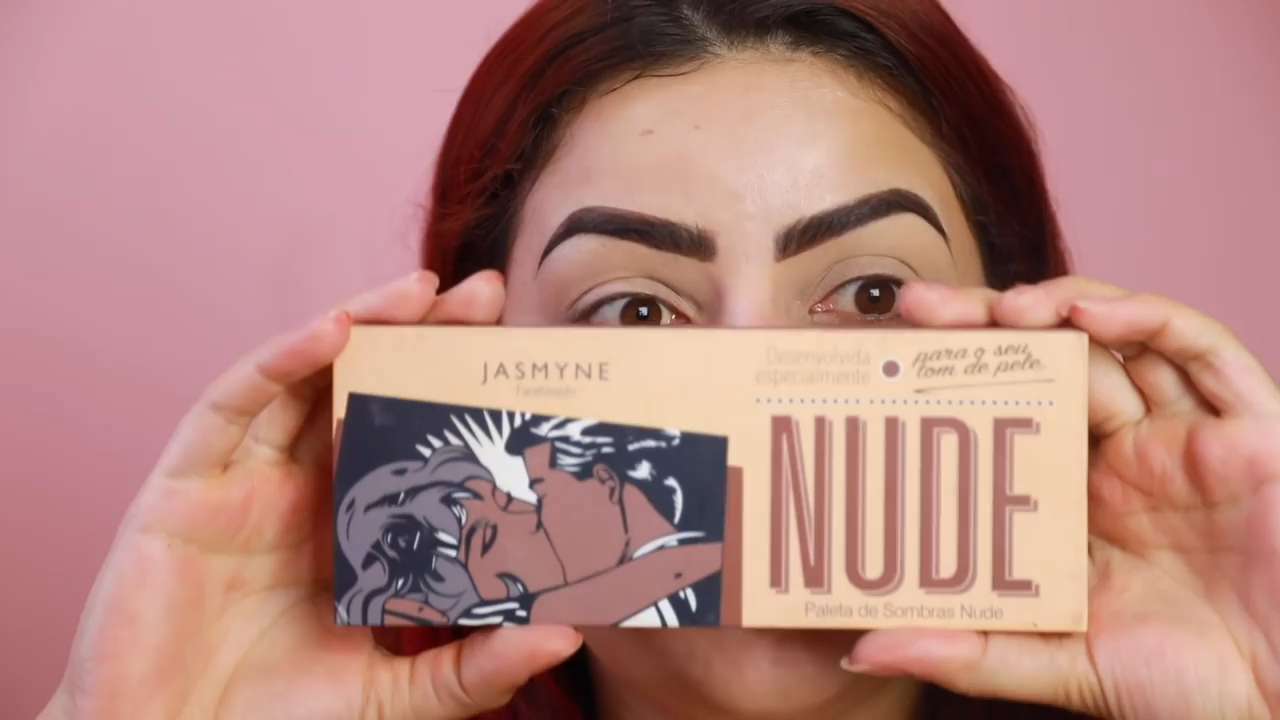 JASMYNE
Desenvolvida
especialmente
para o seu
tom de pele.
NUDE
Paleta de Sombras Nude